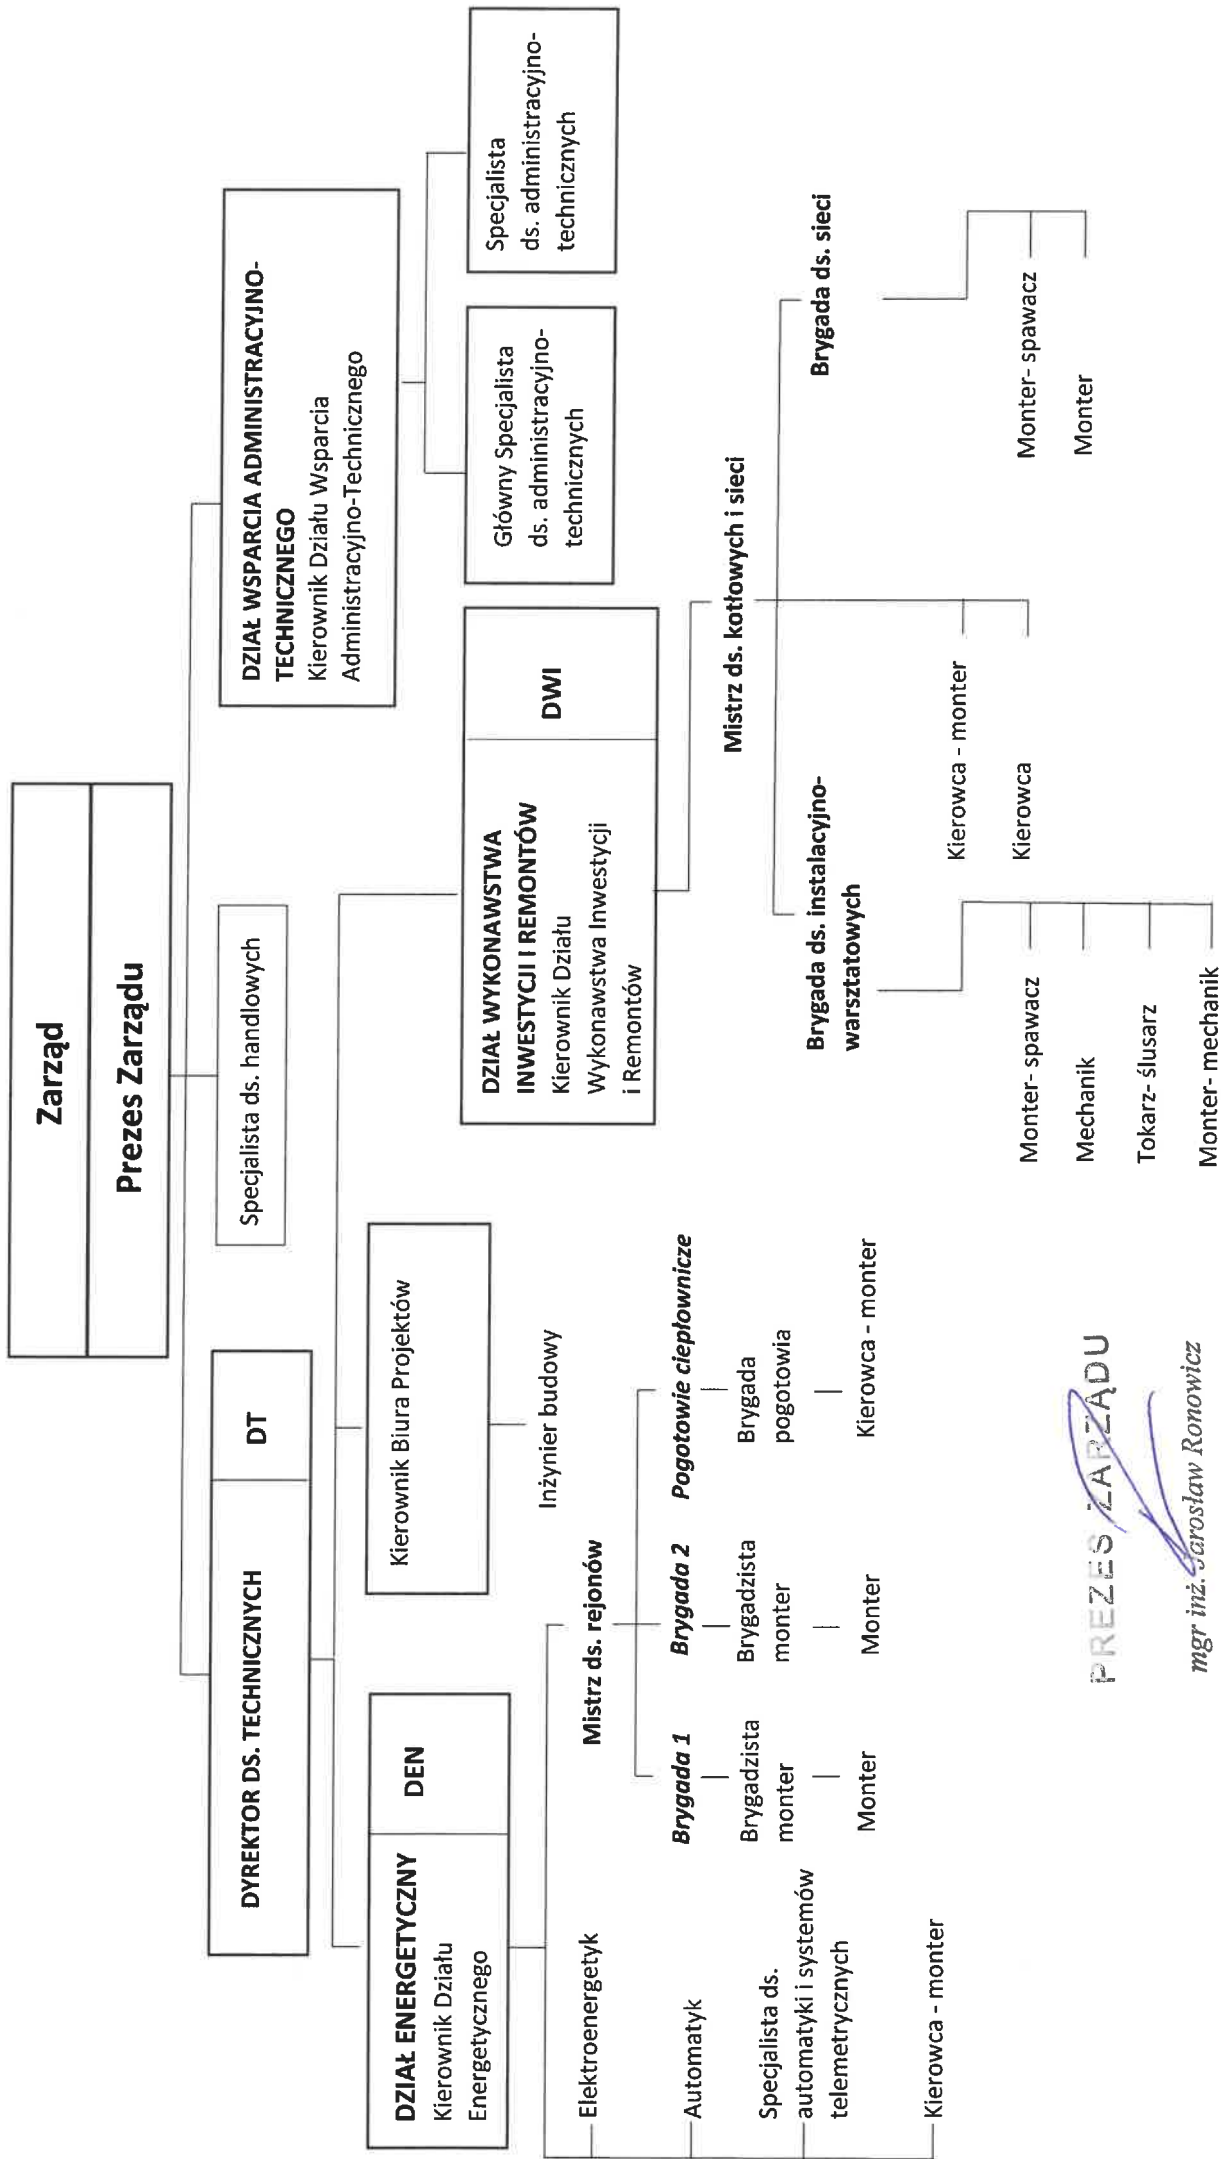 Zarząd
Prezes Zarządu
DYREKTOR DS. TECHNICZNYCH
DT
Specjalista ds. handlowych
DZIAŁ WSPARCIA ADMINISTRACYJNO-
TECHNICZNEGO
Kierownik Działu Wsparcia
Administracyjno-Technicznego
DZIAŁ ENERGETYCZNY
Kierownik Działu
Energetycznego
DEN
Kierownik Biura Projektów
Inżynier budowy
DZIAŁ WYKONAWSTWA
INWESTYCJI I REMONTÓW
Kierownik Działu
Wykonawstwa Inwestycji
i Remontów
DWI
Główny Specjalista
ds. administracyjno-
technicznych
Specjalista
ds. administracyjno-
technicznych
Elektroenergetyk
Automatyk
Specjalista ds.
automatyki i systemów
telemetrycznych
Kierowca - monter
Mistrz ds. rejonów
Brygada 1
Brygadzista
monter
Monter
Brygada 2
Brygadzista
monter
Monter
Pogotowie ciepłownicze
Brygada
pogotowia
Kierowca - monter
Mistrz ds. kotłowych i sieci
Brygada ds. instalacyjno-
warsztatowych
Monter- spawacz
Mechanik
Tokarz- ślusarz
Monter- mechanik
Kierowca - monter
Kierowca
Brygada ds. sieci
Monter- spawacz
Monter
PREZES ZARZĄDU
mgr inż. Jarosław Ronowicz